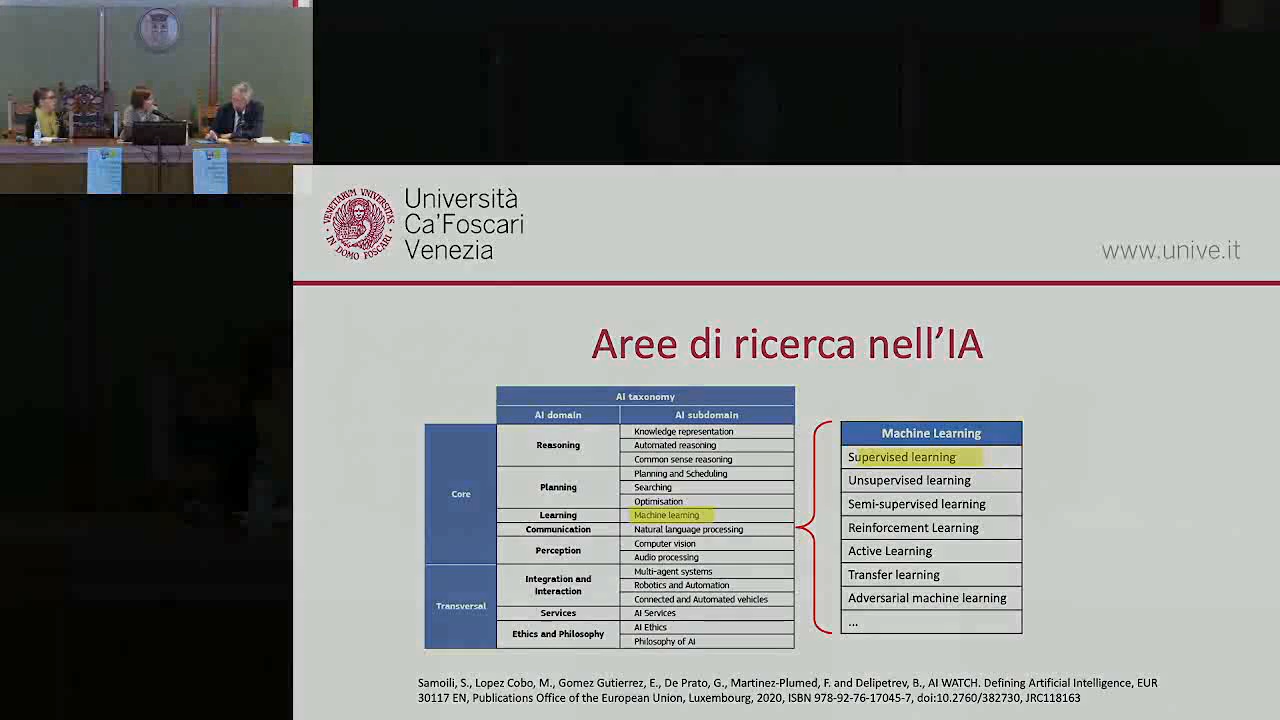 Università
Ca'Foscari
Venezia
VENETIARVM VNIVERSITAS
IN DOMO FOSCARI
www.unive.it
Aree di ricerca nell'IA
AI taxonomy
AI domain
AI subdomain
Core
Reasoning
Knowledge representation
Automated reasoning
Common sense reasoning
Planning
Planning and Scheduling
Searching
Optimisation
Learning
Machine learning
Communication
Natural language processing
Perception
Computer vision
Audio processing
Transversal
Integration and
Interaction
Multi-agent systems
Robotics and Automation
Connected and Automated vehicles
Services
AI Services
Ethics and Philosophy
AI Ethics
Philosophy of AI
Machine Learning
Supervised learning
Unsupervised learning
Semi-supervised learning
Reinforcement Learning
Active Learning
Transfer learning
Adversarial machine learning
...
Samoili, S., Lopez Cobo, M., Gomez Gutierrez, E., De Prato, G., Martinez-Plumed, F. and Delipetrev, B., AI WATCH. Defining Artificial Intelligence, EUR
30117 EN, Publications Office of the European Union, Luxembourg, 2020, ISBN 978-92-76-17045-7, doi:10.2760/382730, JRC118163